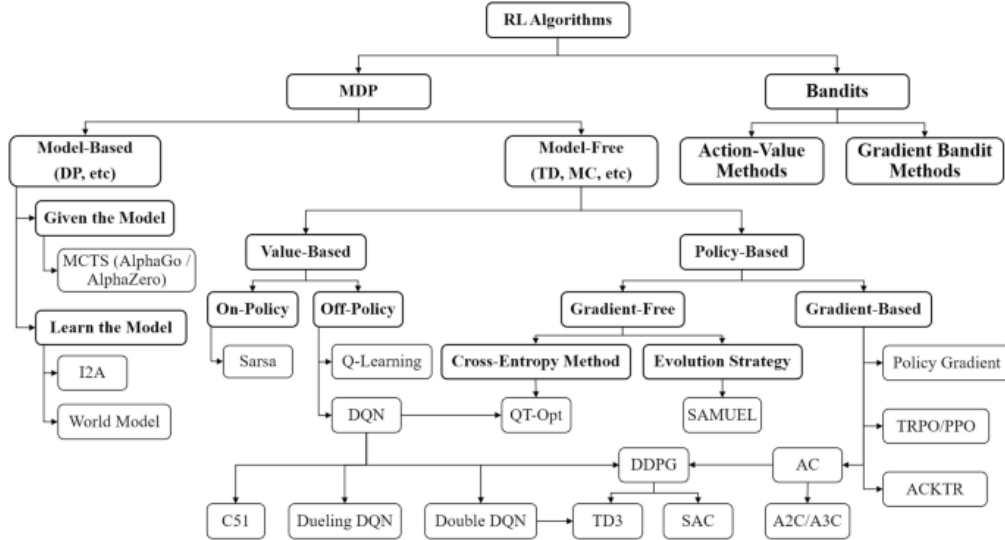 RL Algorithms
MDP
Bandits
Model-Based
(DP, etc)
Model-Free
(TD, MC, etc)
Action-Value
Methods
Gradient Bandit
Methods
Given the Model
Value-Based
Policy-Based
MCTS (AlphaGo /
AlphaZero)
On-Policy
Off-Policy
Gradient-Free
Gradient-Based
Learn the Model
Sarsa
Q-Learning
Cross-Entropy Method
Evolution Strategy
Policy Gradient
I2A
World Model
DQN
QT-Opt
SAMUEL
TRPO/PPO
DDPG
AC
ACKTR
C51
Dueling DQN
Double DQN
TD3
SAC
A2C/A3C